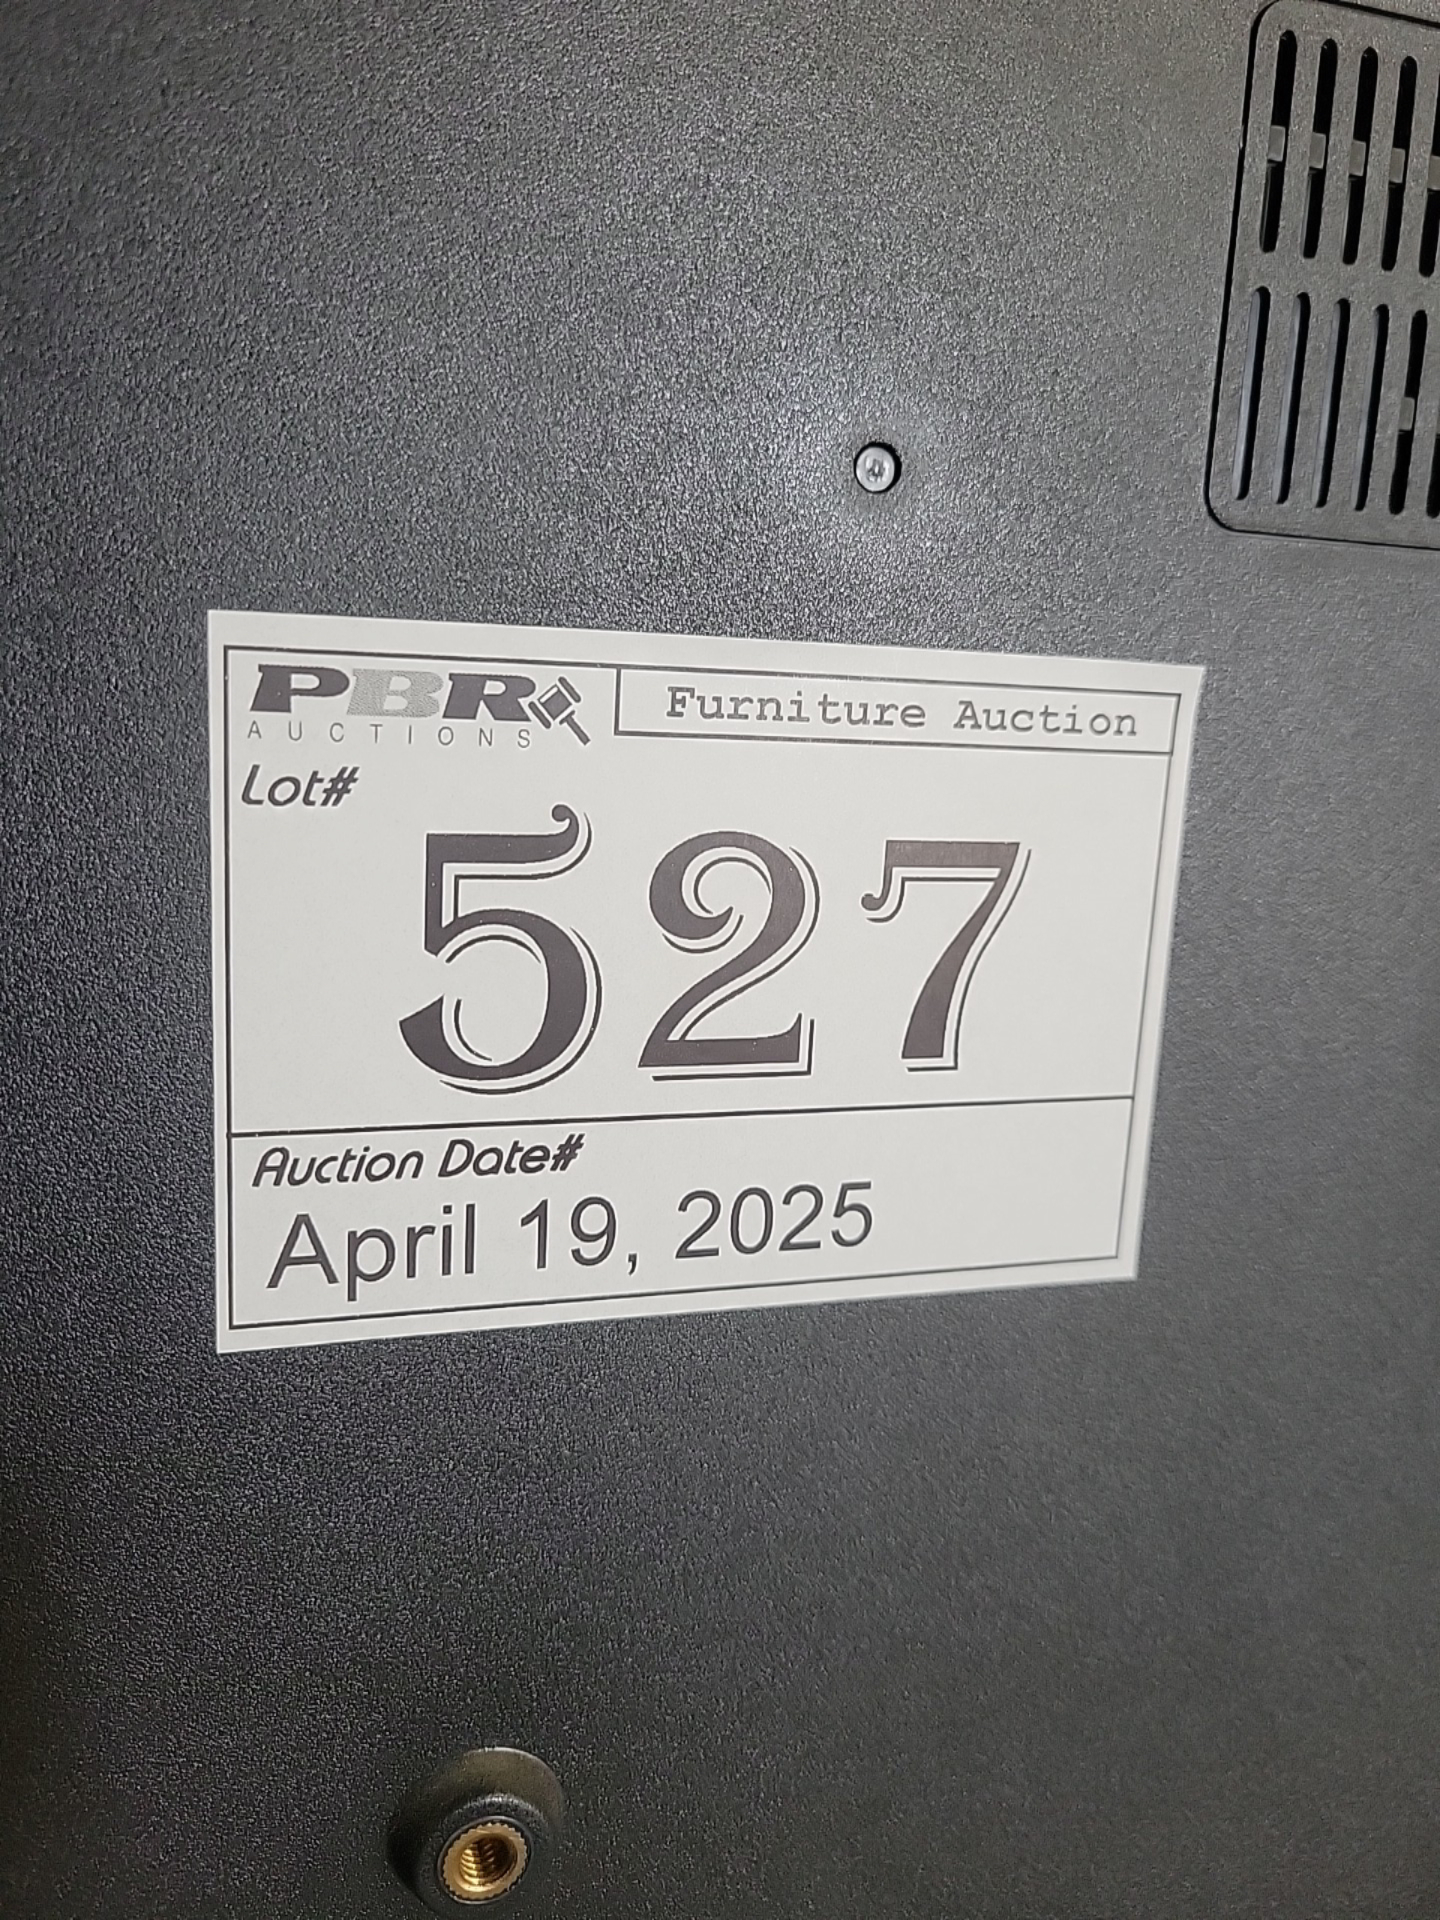 PBR
AUCTIONS
Furniture Auction
Lot#
527
Auction Date#
April 19, 2025